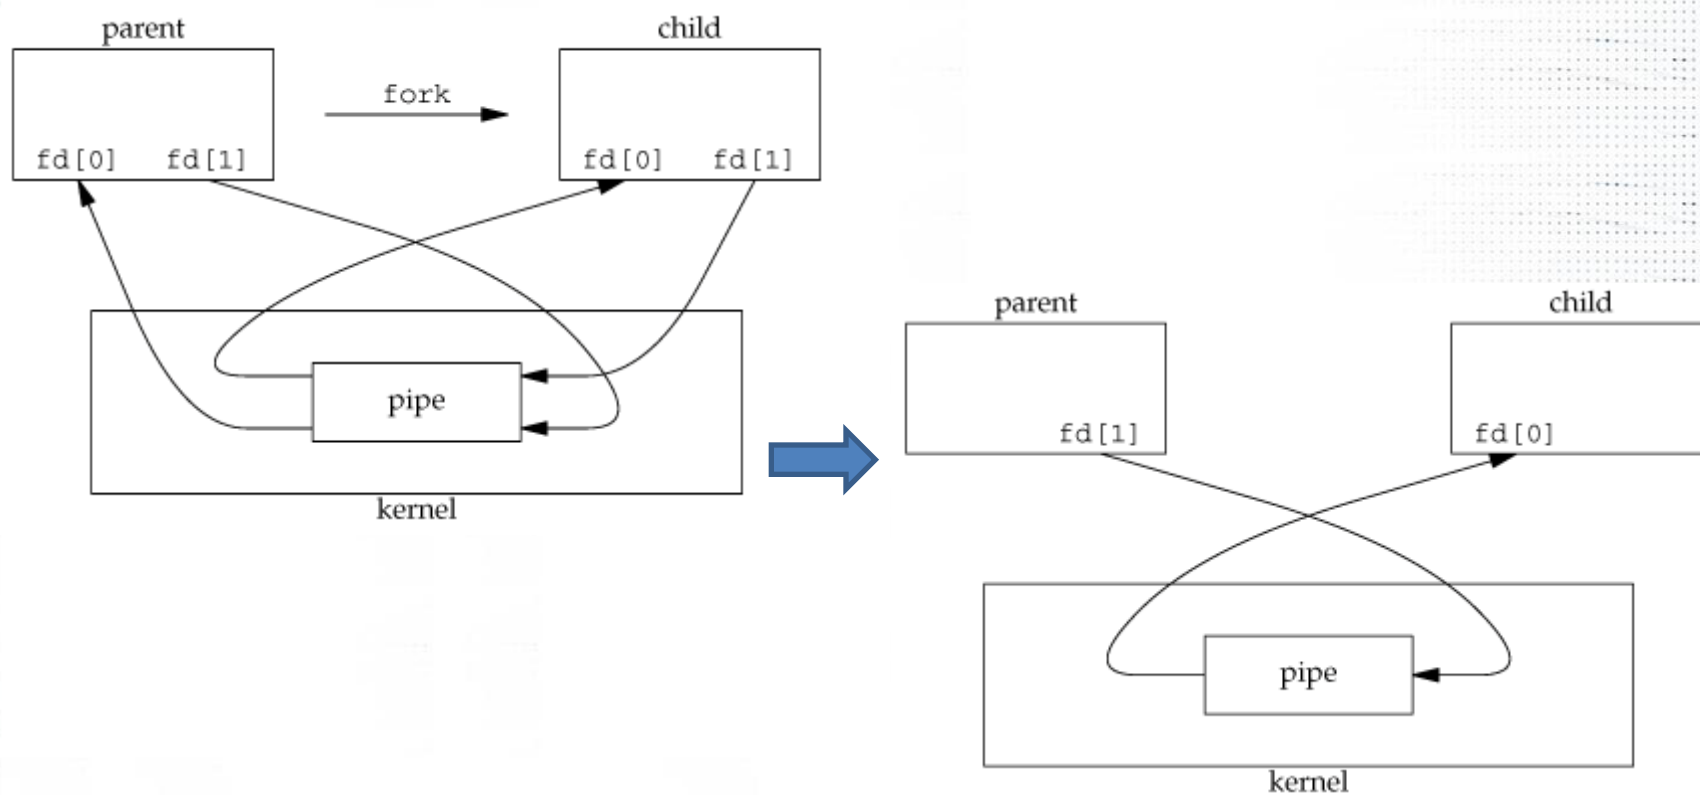 parent
child
fork
fd[0]
fd[1]
fd[0]
fd[1]
pipe
kernel
parent
child
fd[1]
fd[0]
pipe
kernel